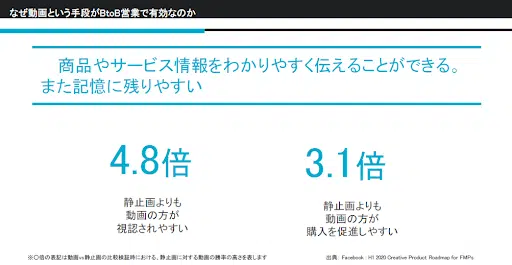 なぜ動画という手段がBtoB営業で有効なのか
商品やサービス情報をわかりやすく伝えることができる。
また記憶に残りやすい
4.8倍
3.1倍
静止画よりも
動画の方が
視認されやすい
静止画よりも
動画の方が
購入を促進しやすい
※〇倍の表記は動画vs静止画の比較検証時における、静止画に対する動画の勝率の高さを表します
出典：Facebook : H1 2020 Creative Product Roadmap for FMPs